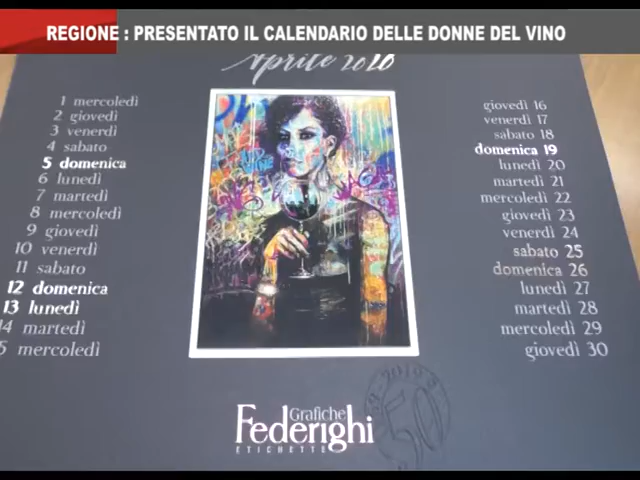 REGIONE : PRESENTATO IL CALENDARIO DELLE DONNE DEL VINO
Aprile 2020
1 mercoledì
2 giovedì
3 venerdì
4 sabato
5 domenica
6 lunedì
7 martedì
8 mercoledì
9 giovedì
10 venerdì
11 sabato
12 domenica
13 lunedì
14 martedì
5 mercoledì
giovedì 16
venerdì 17
sabato 18
domenica 19
lunedì 20
martedì 21
mercoledì 22
giovedì 23
venerdì 24
sabato 25
domenica 26
lunedì 27
martedì 28
mercoledì 29
giovedì 30
Grafiche
Federighi
ETICHETTE
50